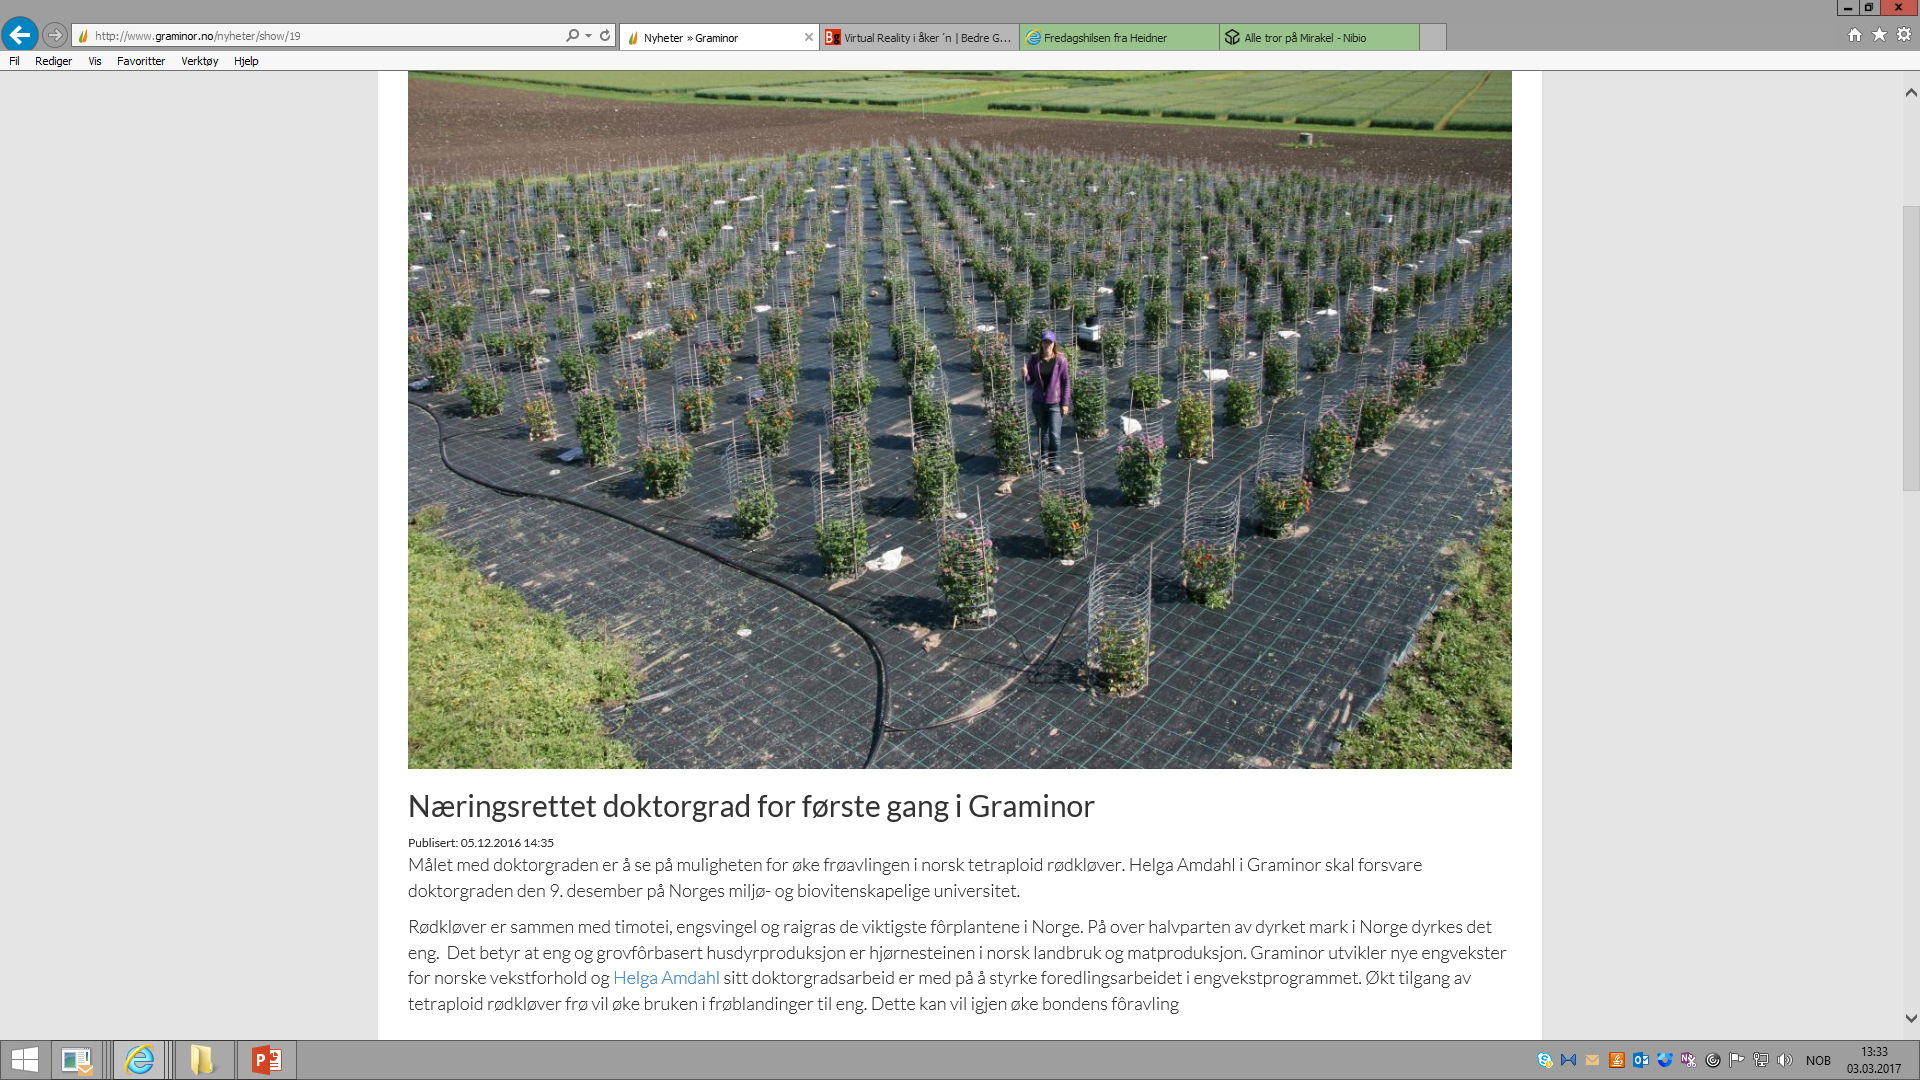 http://www.graminor.no/nyheter/show/19
Nyheter » Graminor
Virtual Reality i åker´n | Bedre G...
Fredagshilsen fra Heidner
Alle tror på Mirakel - Nibio
Fil Rediger Vis Favoritter Verktøy Hjelp
Næringsrettet doktorgrad for første gang i Graminor
Publisert: 05.12.2016 14:35
Målet med doktorgraden er å se på muligheten for øke frøavlingen i norsk tetraploid rødkløver. Helga Amdahl i Graminor skal forsvare
doktorgraden den 9. desember på Norges miljø- og biovitenskapelige universitet.
Rødkløver er sammen med timotei, engsvingel og raigras de viktigste fôrplantene i Norge. På over halvparten av dyrket mark i Norge dyrkes det
eng. Det betyr at eng og grovfôrbasert husdyrproduksjon er hjørnesteinen i norsk landbruk og matproduksjon. Graminor utvikler nye engvekster
for norske vekstforhold og Helga Amdahl sitt doktorgradsarbeid er med på å styrke foredlingsarbeidet i engvekstprogrammet. Økt tilgang av
tetraploid rødkløver frø vil øke bruken i frøblandinger til eng. Dette kan vil igjen øke bondens fôravling
NOB
13:33
03.03.2017